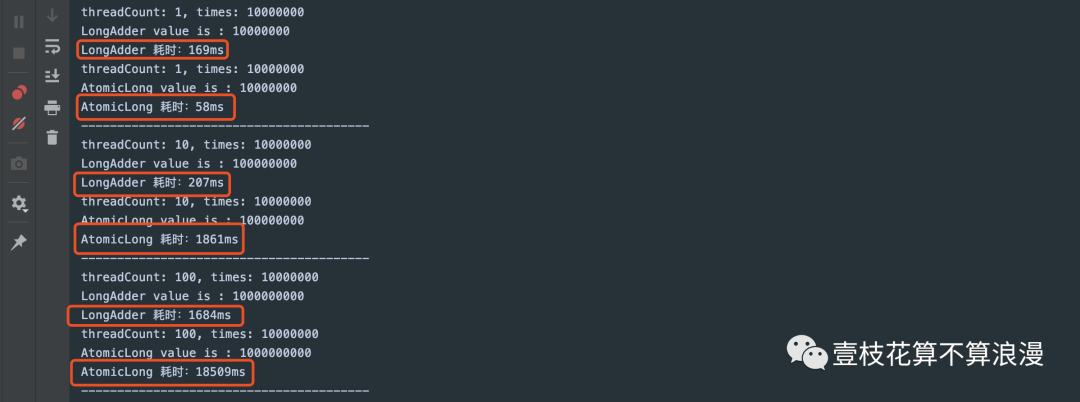 threadCount: 1, times: 10000000
LongAdder value is : 10000000
LongAdder 耗时：169ms
threadCount: 1, times: 10000000
AtomicLong value is : 10000000
AtomicLong 耗时：58ms
----------------------------------------
threadCount: 10, times: 10000000
LongAdder value is : 100000000
LongAdder 耗时：207ms
threadCount: 10, times: 10000000
AtomicLong value is : 100000000
AtomicLong 耗时：1861ms
----------------------------------------
threadCount: 100, times: 10000000
LongAdder value is : 1000000000
LongAdder 耗时：1684ms
threadCount: 100, times: 10000000
AtomicLong value is : 1000000000
AtomicLong 耗时：18509ms
----------------------------------------
壹枝花算不算浪漫